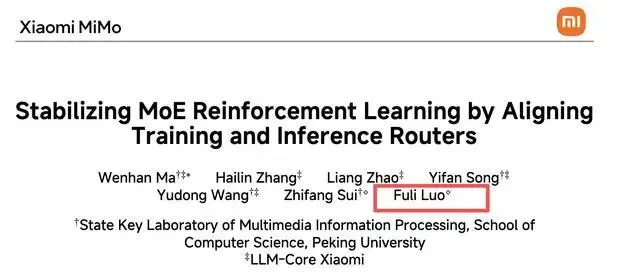 Xiaomi MiMo
mi
Stabilizing MoE Reinforcement Learning by Aligning
Training and Inference Routers
Wenhan Ma†‡* Hailin Zhang‡ Liang Zhao‡ Yifan Song†‡
Yudong Wang†‡ Zhifang Sui†⋄ Fuli Luo⋄
†State Key Laboratory of Multimedia Information Processing, School of
Computer Science, Peking University
‡LLM-Core Xiaomi